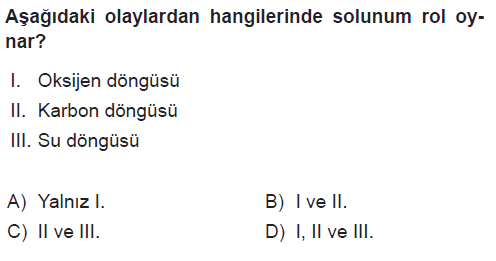 Aşağıdaki olaylardan hangilerinde solunum rol oy-
nar?
I. Oksijen döngüsü
II. Karbon döngüsü
III. Su döngüsü
A) Yalnız I. B) I ve II.
C) II ve III. D) I, II ve III.